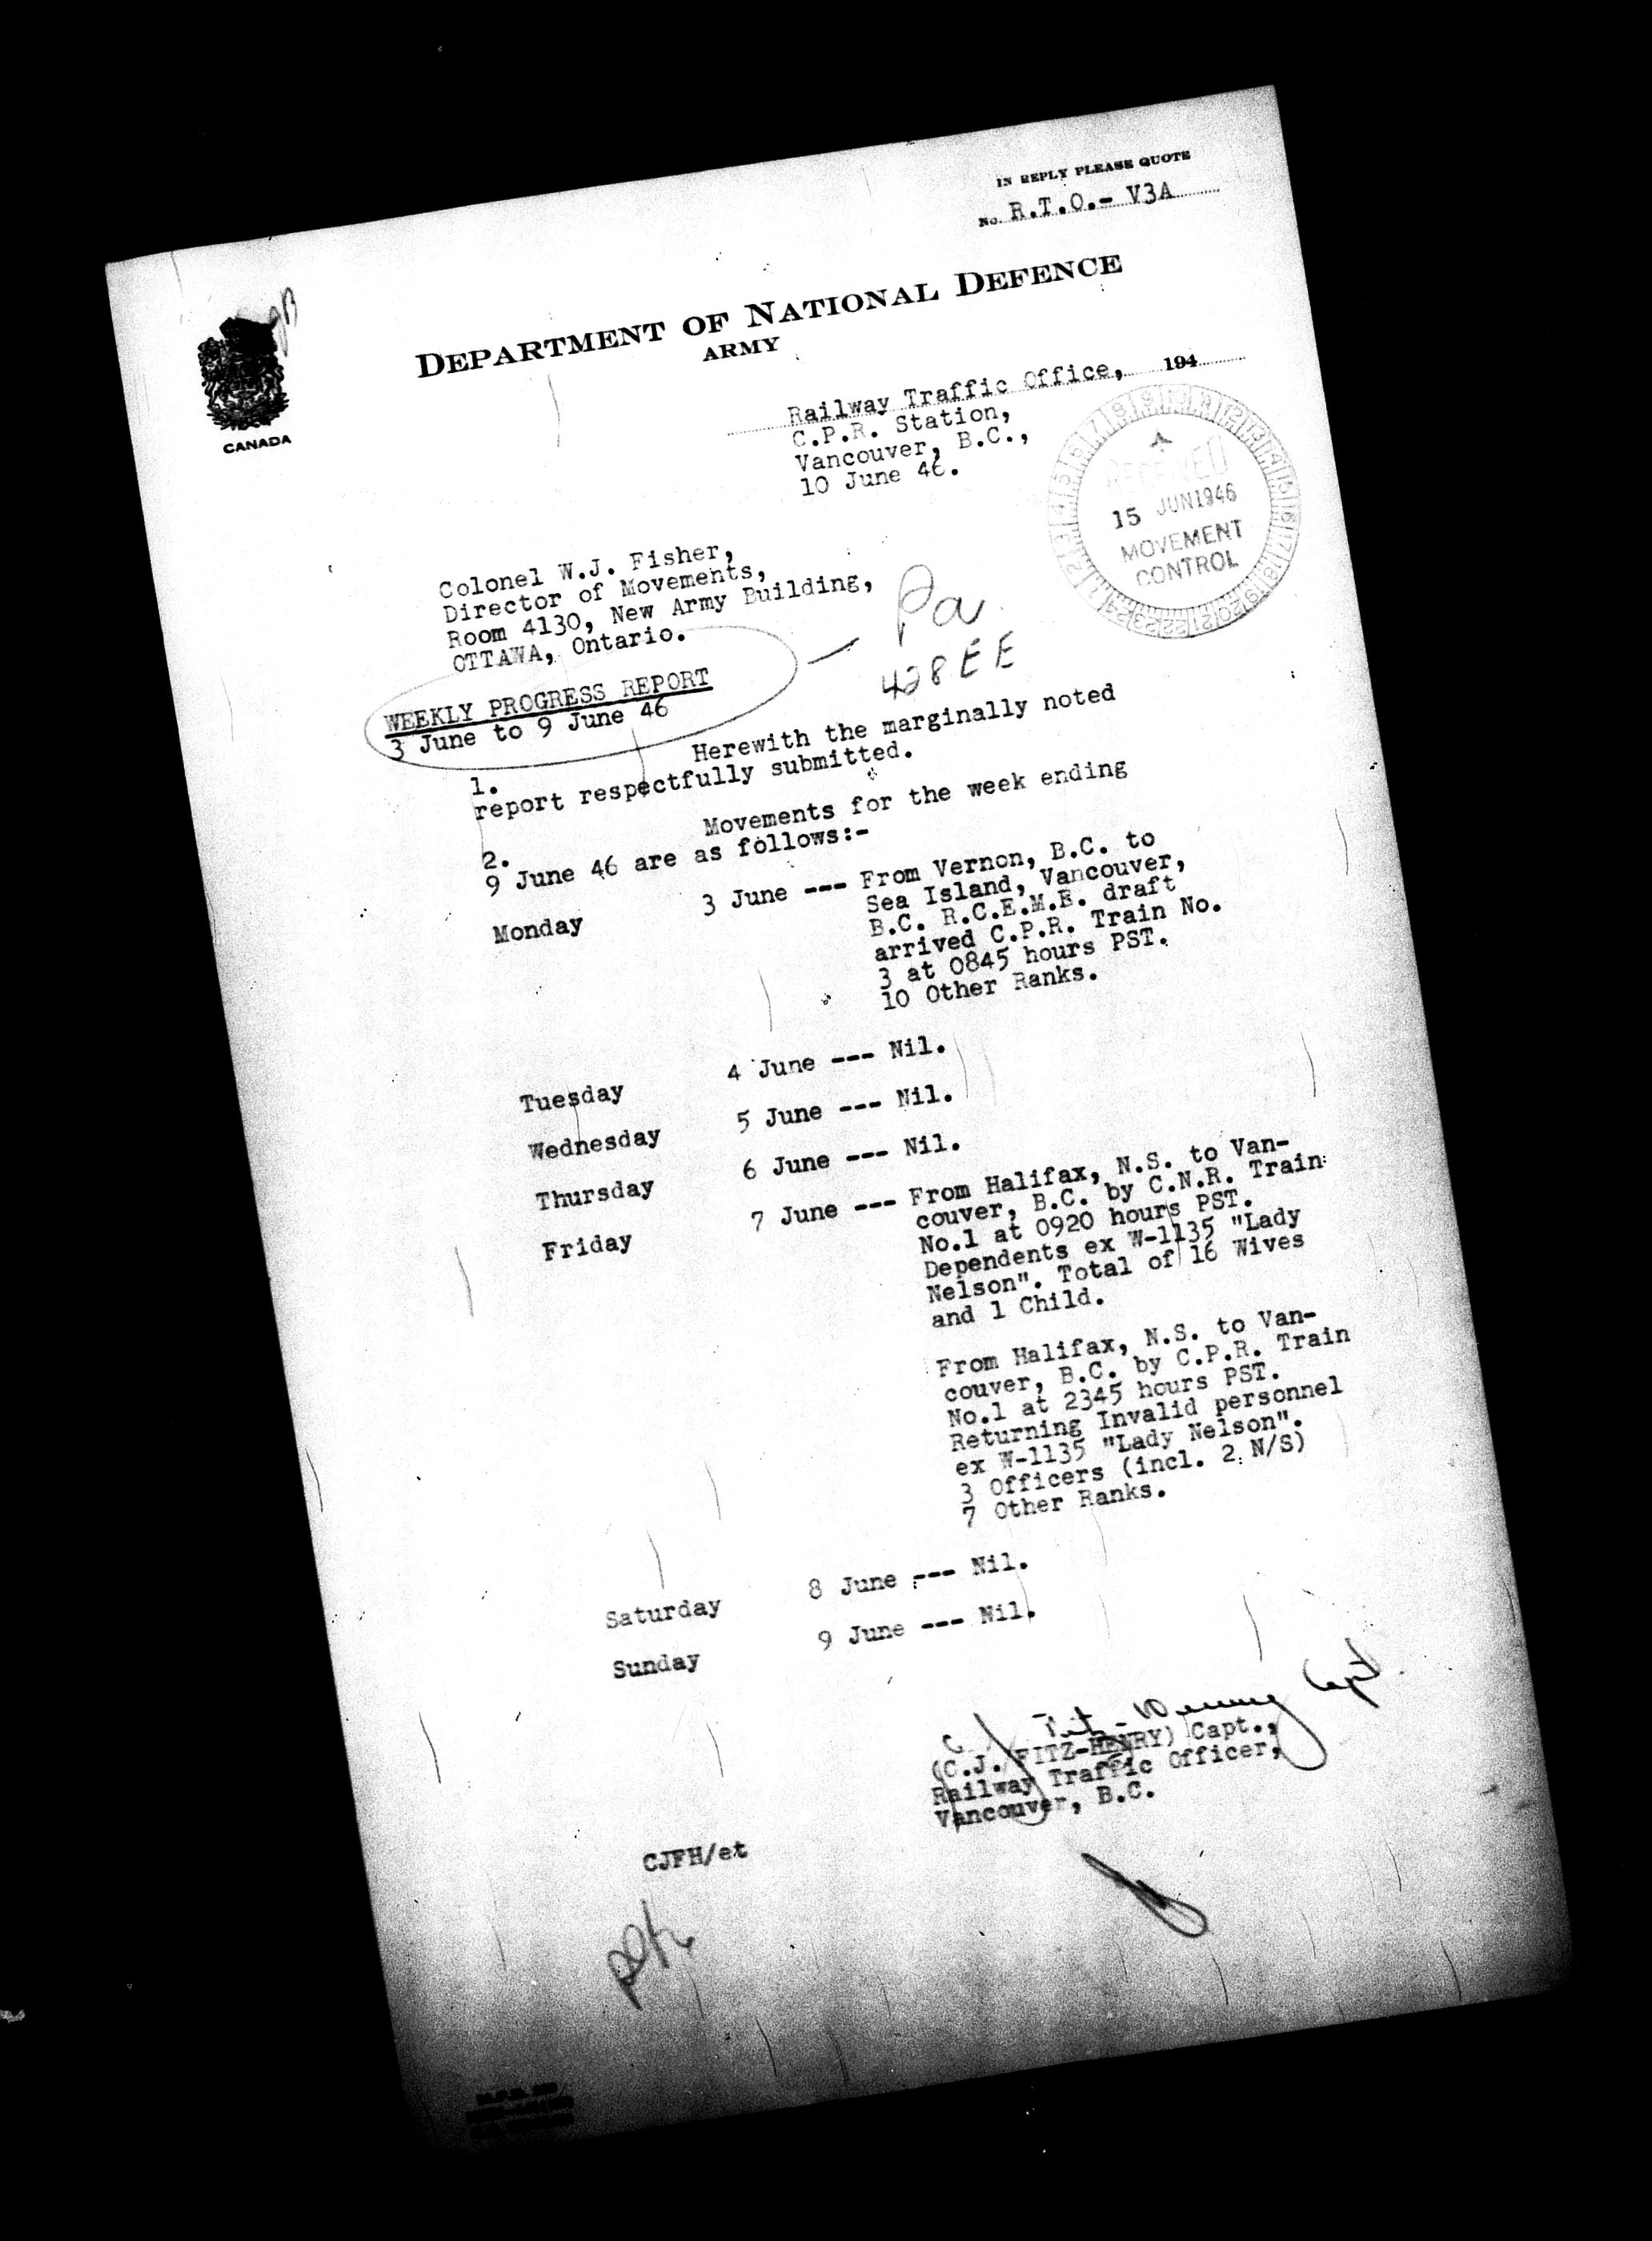 IN REPLY PLEASE QUOTE
No. R.T.O.- V3A
DEPARTMENT OF NATIONAL DEFENCE
ARMY
CANADA
Railway Traffic Office, 194
C.P.R. Station,
Vancouver, B.C.,
10 June 46.
RECEIVED
15 JUN 1946
MOVEMENT
CONTROL
Colonel W.J. Fisher,
Director of Movements,
Room 4130, New Army Building,
OTTAWA, Ontario.
Pa
428EE
WEEKLY PROGRESS REPORT
3 June to 9 June 46
1. Herewith the marginally noted
report respectfully submitted.
2. Movements for the week ending
9 June 46 are as follows:-
Monday 3 June --- From Vernon, B.C. to
Sea Island, Vancouver,
B.C. R.C.E.M.E. draft
arrived C.P.R. Train No.
3 at 0845 hours PST.
10 Other Ranks.
Tuesday 4 June --- Nil.
Wednesday 5 June --- Nil.
Thursday 6 June --- Nil.
Friday 7 June --- From Halifax, N.S. to Van-
couver, B.C. by C.N.R. Train
No.1 at 0920 hours PST.
Dependents ex W-1135 "Lady
Nelson". Total of 16 Wives
and 1 Child.
From Halifax, N.S. to Van-
couver, B.C. by C.P.R. Train
No.1 at 2345 hours PST.
Returning Invalid personnel
ex W-1135 "Lady Nelson".
3 Officers (incl. 2 N/S)
7 Other Ranks.
Saturday 8 June --- Nil.
Sunday 9 June --- Nil.
(C.J. FITZ-HENRY) Capt.,
Railway Traffic Officer,
Vancouver, B.C.
CJFH/et